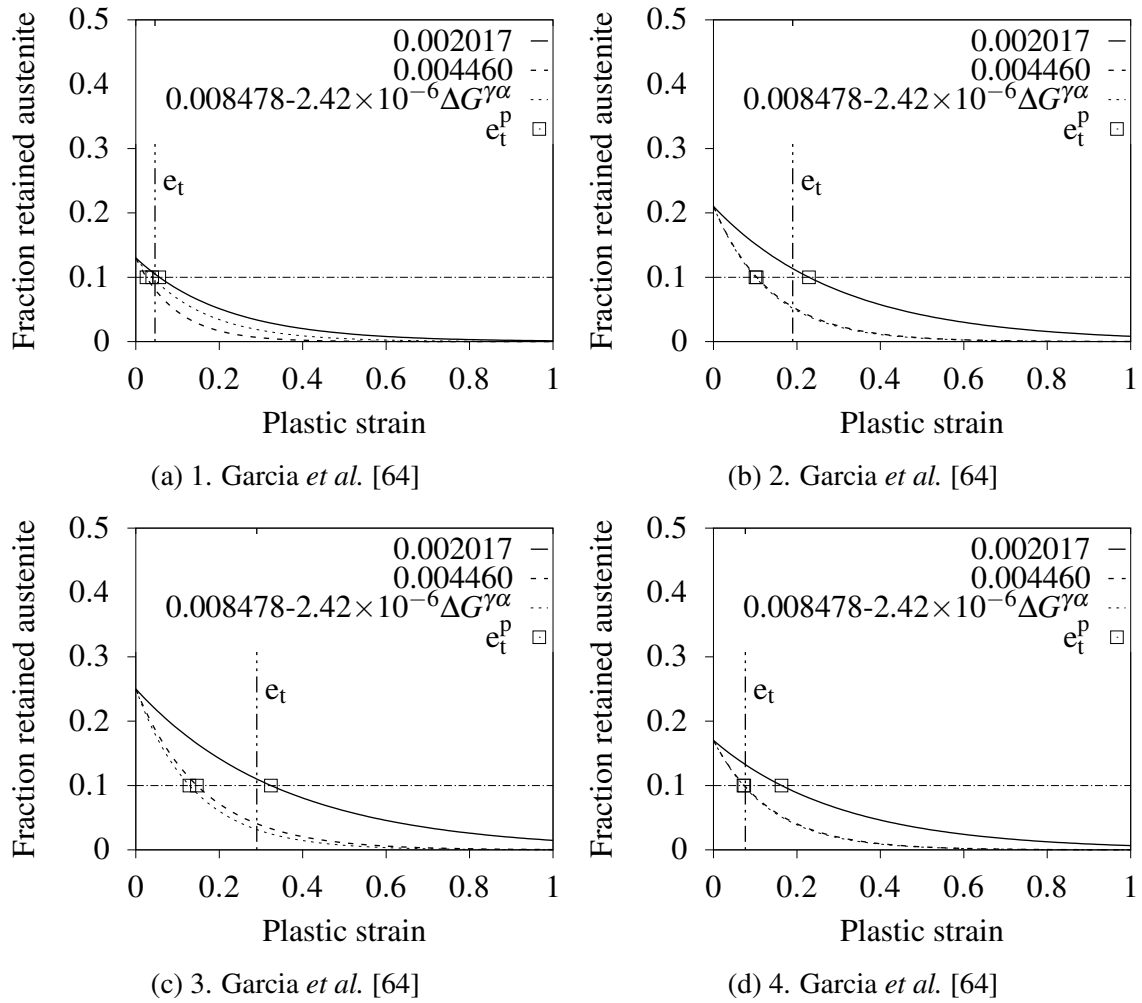 Fraction retained austenite
0.5
0.4
0.3
0.2
0.1
0
0.002017
0.004460
0.008478-2.42×10⁻⁶ΔG^γα
e_t^p
e_t
0 0.2 0.4 0.6 0.8 1
Plastic strain
(a) 1. Garcia et al. [64]
Fraction retained austenite
0.5
0.4
0.3
0.2
0.1
0
0.002017
0.004460
0.008478-2.42×10⁻⁶ΔG^γα
e_t^p
e_t
0 0.2 0.4 0.6 0.8 1
Plastic strain
(b) 2. Garcia et al. [64]
Fraction retained austenite
0.5
0.4
0.3
0.2
0.1
0
0.002017
0.004460
0.008478-2.42×10⁻⁶ΔG^γα
e_t^p
e_t
0 0.2 0.4 0.6 0.8 1
Plastic strain
(c) 3. Garcia et al. [64]
Fraction retained austenite
0.5
0.4
0.3
0.2
0.1
0
0.002017
0.004460
0.008478-2.42×10⁻⁶ΔG^γα
e_t^p
e_t
0 0.2 0.4 0.6 0.8 1
Plastic strain
(d) 4. Garcia et al. [64]